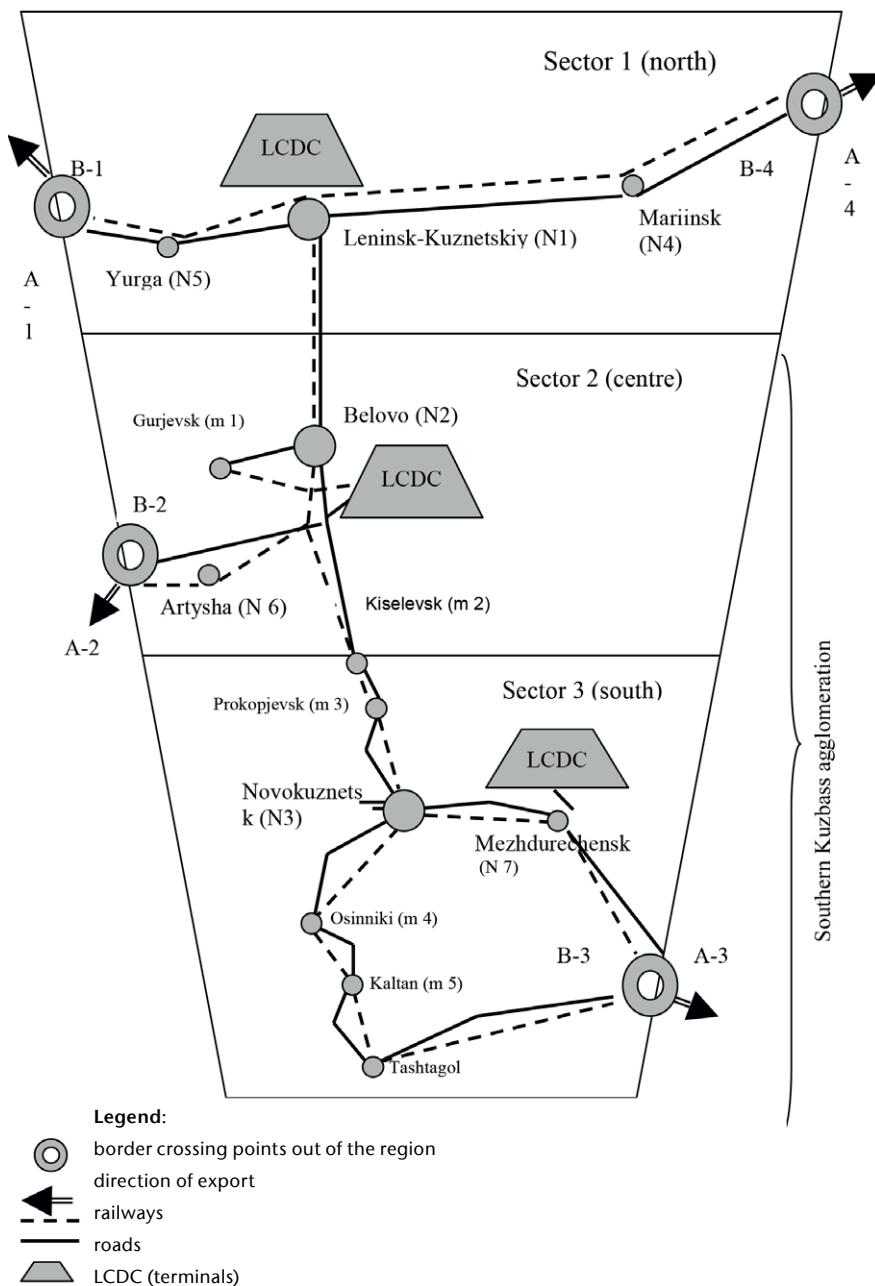 Sector 1 (north)
LCDC
B-1
B-4
A
-
4
Leninsk-Kuznetskiy (N1)
Mariinsk
(N4)
Yurga (N5)
A
-
1
Sector 2 (centre)
Gurjevsk (m 1)
Belovo (N2)
LCDC
B-2
Artysha (N 6)
Kiselevsk (m 2)
A-2
Sector 3 (south)
Prokopjevsk (m 3)
LCDC
Novokuznets
k (N3)
Mezhdurechensk
(N 7)
Osinniki (m 4)
B-3
A-3
Kaltan (m 5)
Tashtagol
Southern Kuzbass agglomeration
Legend:
border crossing points out of the region
direction of export
railways
roads
LCDC (terminals)